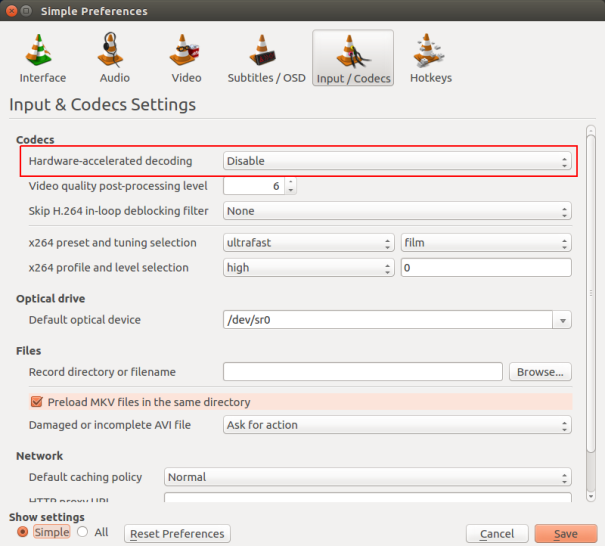 Simple Preferences
Interface Audio Video Subtitles / OSD Input / Codecs Hotkeys
Input & Codecs Settings
Codecs
Hardware-accelerated decoding Disable
Video quality post-processing level 6
Skip H.264 in-loop deblocking filter None
x264 preset and tuning selection ultrafast film
x264 profile and level selection high 0
Optical drive
Default optical device /dev/sr0
Files
Record directory or filename Browse...
Preload MKV files in the same directory
Damaged or incomplete AVI file Ask for action
Network
Default caching policy Normal
HTTP proxy URL
Show settings
Simple All Reset Preferences Cancel Save